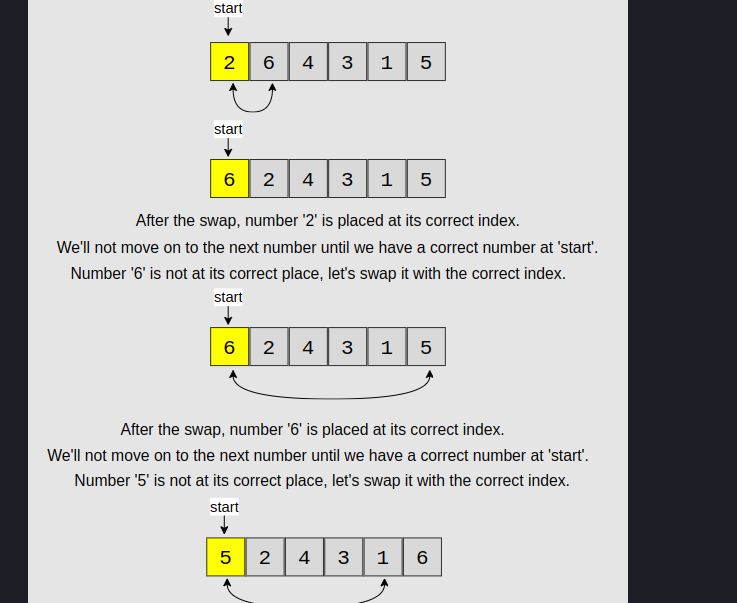 start
2 6 4 3 1 5
start
6 2 4 3 1 5
After the swap, number '2' is placed at its correct index.
We'll not move on to the next number until we have a correct number at 'start'.
Number '6' is not at its correct place, let's swap it with the correct index.
start
6 2 4 3 1 5
After the swap, number '6' is placed at its correct index.
We'll not move on to the next number until we have a correct number at 'start'.
Number '5' is not at its correct place, let's swap it with the correct index.
start
5 2 4 3 1 6